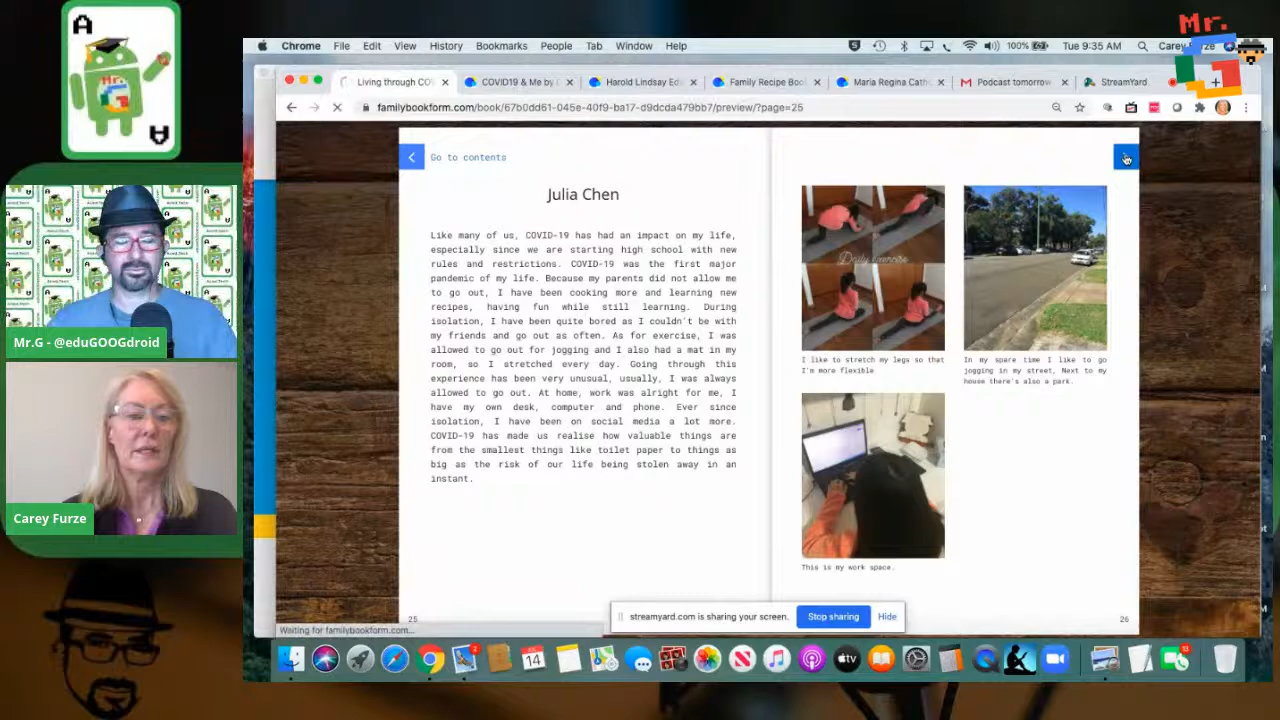 A
Mr.
A
Chrome File Edit View History Bookmarks People Tab Window Help
100%
Tue 9:35 AM
Living through CO
COVID19 & Me by
Harold Lindsay Ed
Family Recipe Boo
Maria Regina Cath
Podcast tomorrow
StreamYard
familybookform.com/book/67b0dd61-045e-40f9-ba17-d9dcda479bb7/preview/?page=25
Go to contents
Julia Chen
Like many of us, COVID-19 has had an impact on my life,
especially since we are starting high school with new
rules and restrictions. COVID-19 was the first major
pandemic of my life. Because my parents did not allow me
to go out, I have been cooking more and learning new
recipes, having fun while still learning. During
isolation, I have been quite bored as I couldn't be with
my friends and go out as often. As for exercise, I was
allowed to go out for jogging and I also had a mat in my
room, so I stretched every day. Going through this
experience has been very unusual, usually, I was always
allowed to go out. At home, work was alright for me, I
have my own desk, computer and phone. Ever since
isolation, I have been on social media a lot more.
COVID-19 has made us realise how valuable things are
from the smallest things like toilet paper to things as
big as the risk of our life being stolen away in an
instant.
25
Daily exercise
I like to stretch my legs so that
I'm more flexible
In my spare time I like to go
jogging in my street, Next to my
house there's also a park.
This is my work space.
26
streamyard.com is sharing your screen.
Stop sharing
Hide
Waiting for familybookform.com...
Mr.G - @eduGOOGdroid
Carey Furze
14